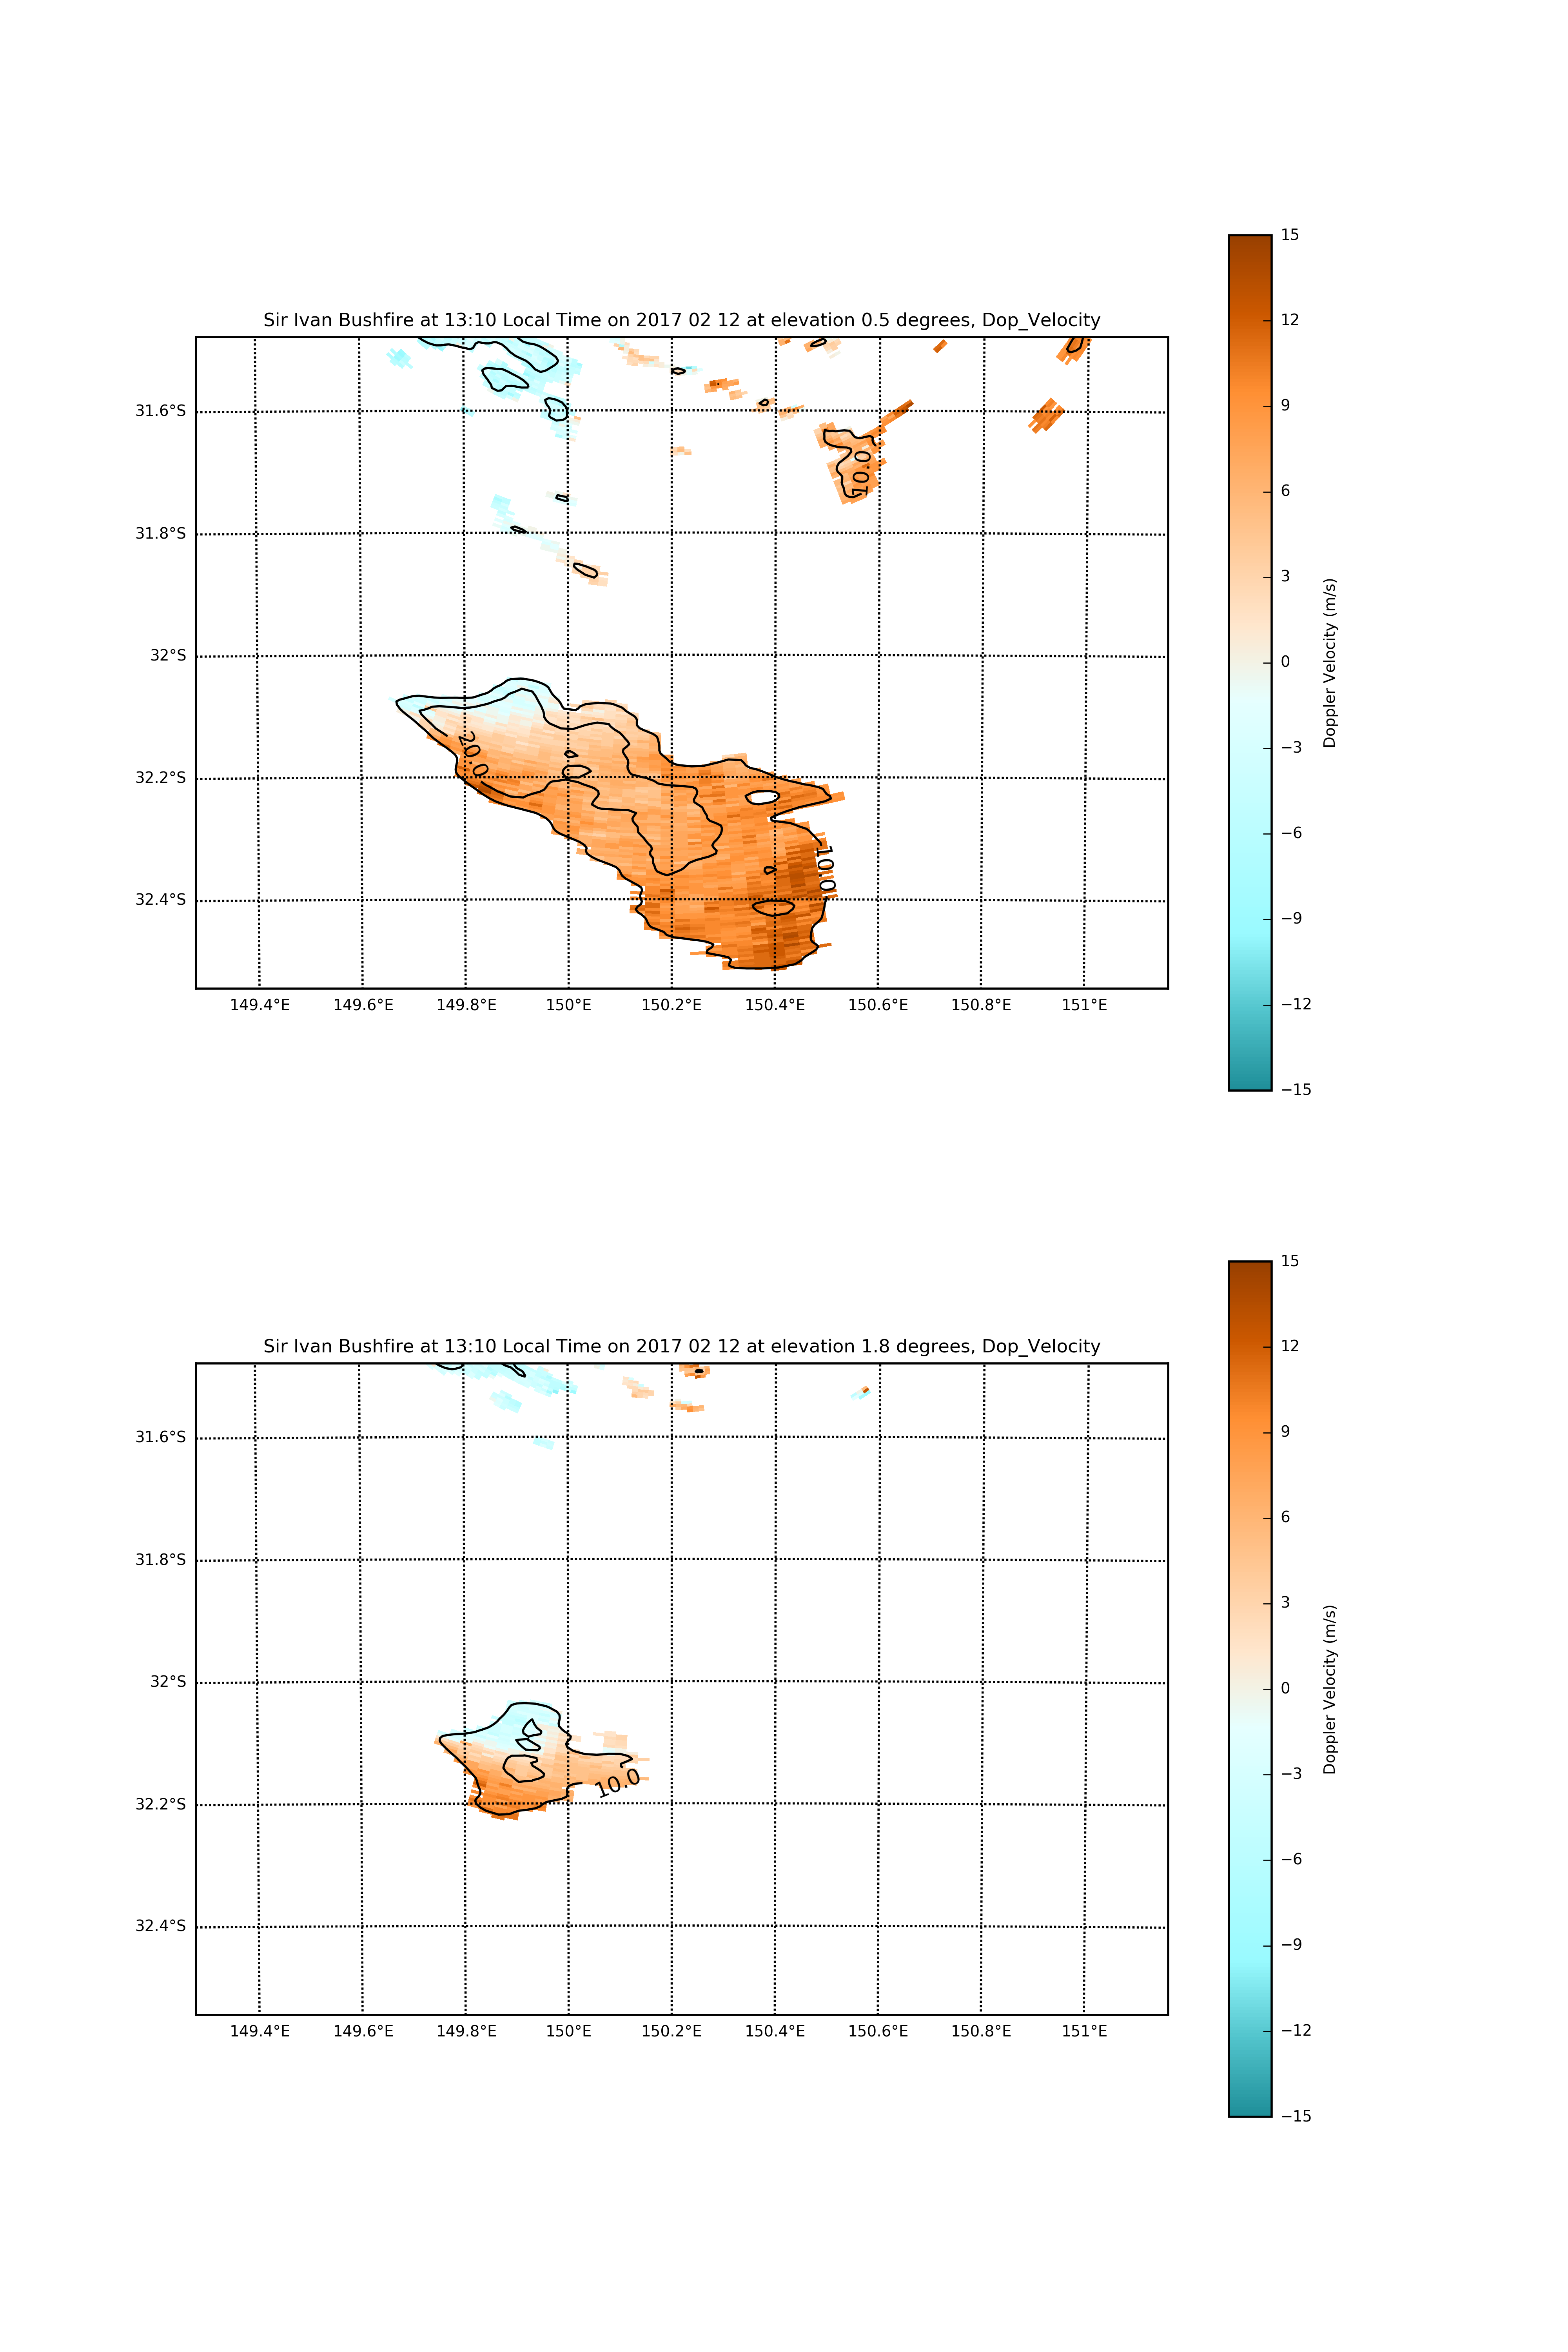 Sir Ivan Bushfire at 13:10 Local Time on 2017 02 12 at elevation 0.5 degrees, Dop_Velocity
31.6°S
31.8°S
32°S
32.2°S
32.4°S
149.4°E 149.6°E 149.8°E 150°E 150.2°E 150.4°E 150.6°E 150.8°E 151°E
10.0
20.0
10.0
15
12
9
6
3
0
−3
−6
−9
−12
−15
Doppler Velocity (m/s)
Sir Ivan Bushfire at 13:10 Local Time on 2017 02 12 at elevation 1.8 degrees, Dop_Velocity
31.6°S
31.8°S
32°S
32.2°S
32.4°S
149.4°E 149.6°E 149.8°E 150°E 150.2°E 150.4°E 150.6°E 150.8°E 151°E
10.0
15
12
9
6
3
0
−3
−6
−9
−12
−15
Doppler Velocity (m/s)